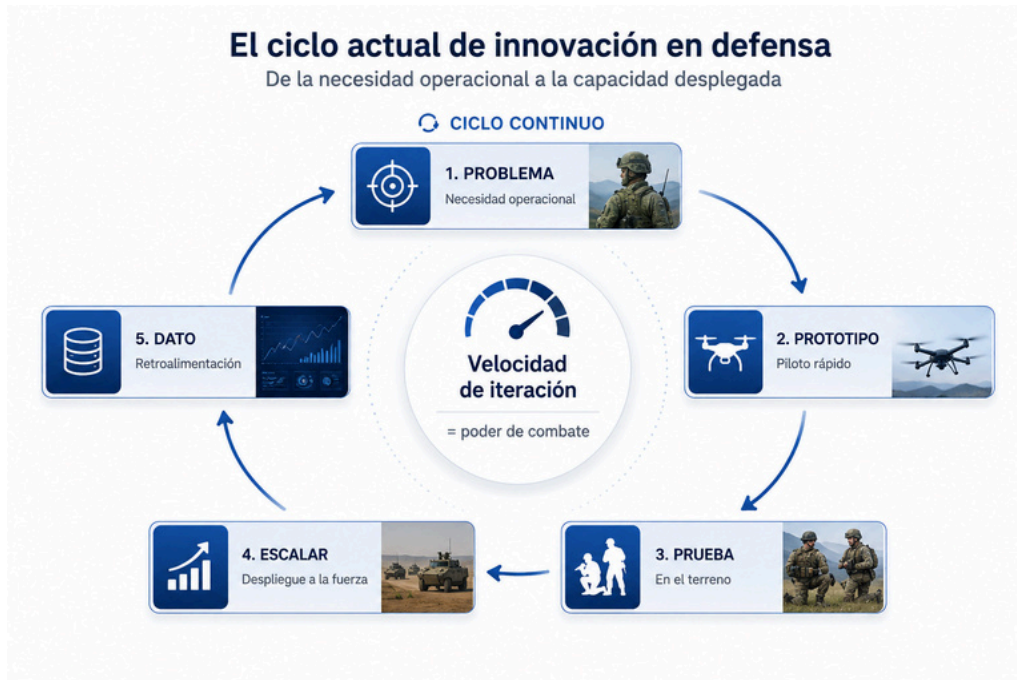 El ciclo actual de innovación en defensa
De la necesidad operacional a la capacidad desplegada
CICLO CONTINUO
1. PROBLEMA
Necesidad operacional
2. PROTOTIPO
Piloto rápido
3. PRUEBA
En el terreno
4. ESCALAR
Despliegue a la fuerza
5. DATO
Retroalimentación
Velocidad
de iteración
= poder de combate